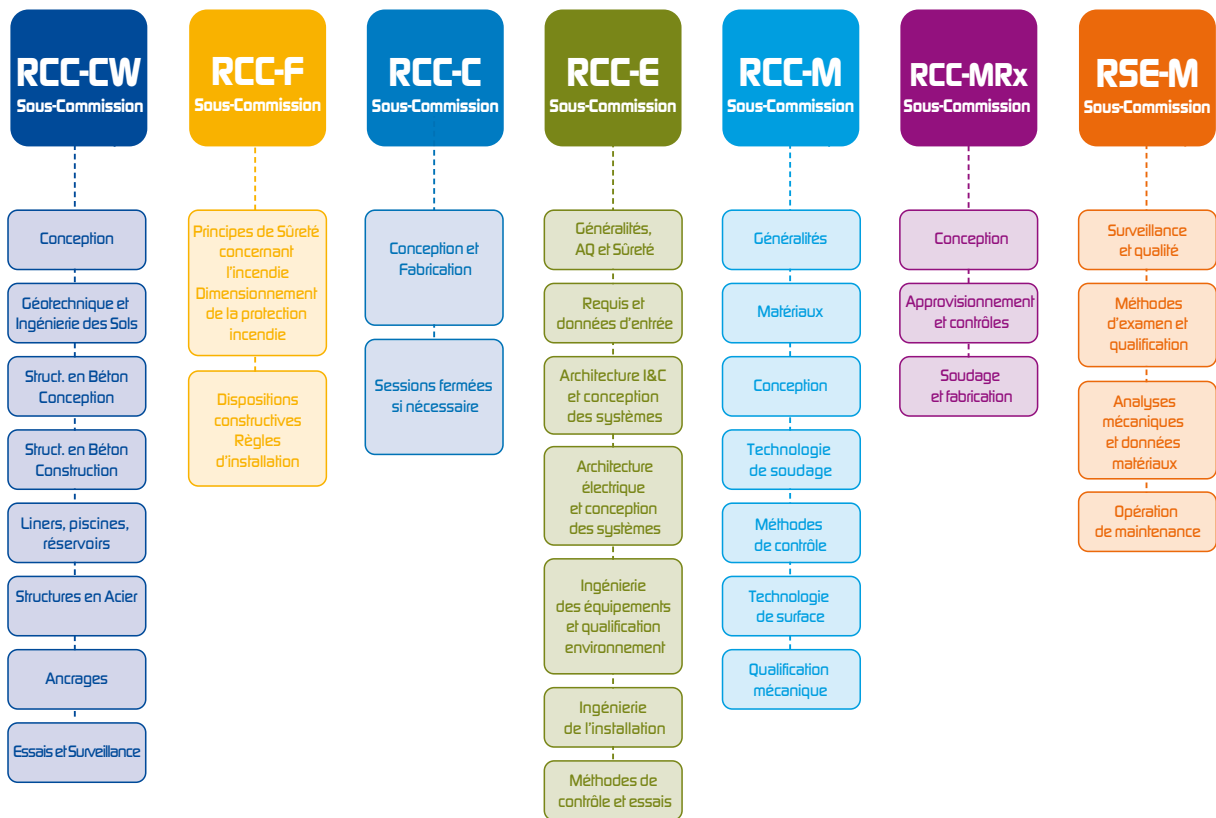 RCC-CW
Sous-Commission
Conception
Géotechnique et
Ingénierie des Sols
Struct. en Béton
Conception
Struct. en Béton
Construction
Liners, piscines,
réservoirs
Structures en Acier
Ancrages
Essais et Surveillance
RCC-F
Sous-Commission
Principes de Sûreté
concernant
l'incendie
Dimensionnement
de la protection
incendie
Dispositions
constructives
Règles
d'installation
RCC-C
Sous-Commission
Conception et
Fabrication
Sessions fermées
si nécessaire
RCC-E
Sous-Commission
Généralités,
AQ et Sûreté
Requis et
données d'entrée
Architecture I&C
et conception
des systèmes
Architecture
électrique
et conception
des systèmes
Ingénierie
des équipements
et qualification
environnement
Ingénierie
de l'installation
Méthodes de
contrôle et essais
RCC-M
Sous-Commission
Généralités
Matériaux
Conception
Technologie
de soudage
Méthodes
de contrôle
Technologie
de surface
Qualification
mécanique
RCC-MRx
Sous-Commission
Conception
Approvisionnement
et contrôles
Soudage
et fabrication
RSE-M
Sous-Commission
Surveillance
et qualité
Méthodes
d'examen et
qualification
Analyses
mécaniques
et données
matériaux
Opération
de maintenance